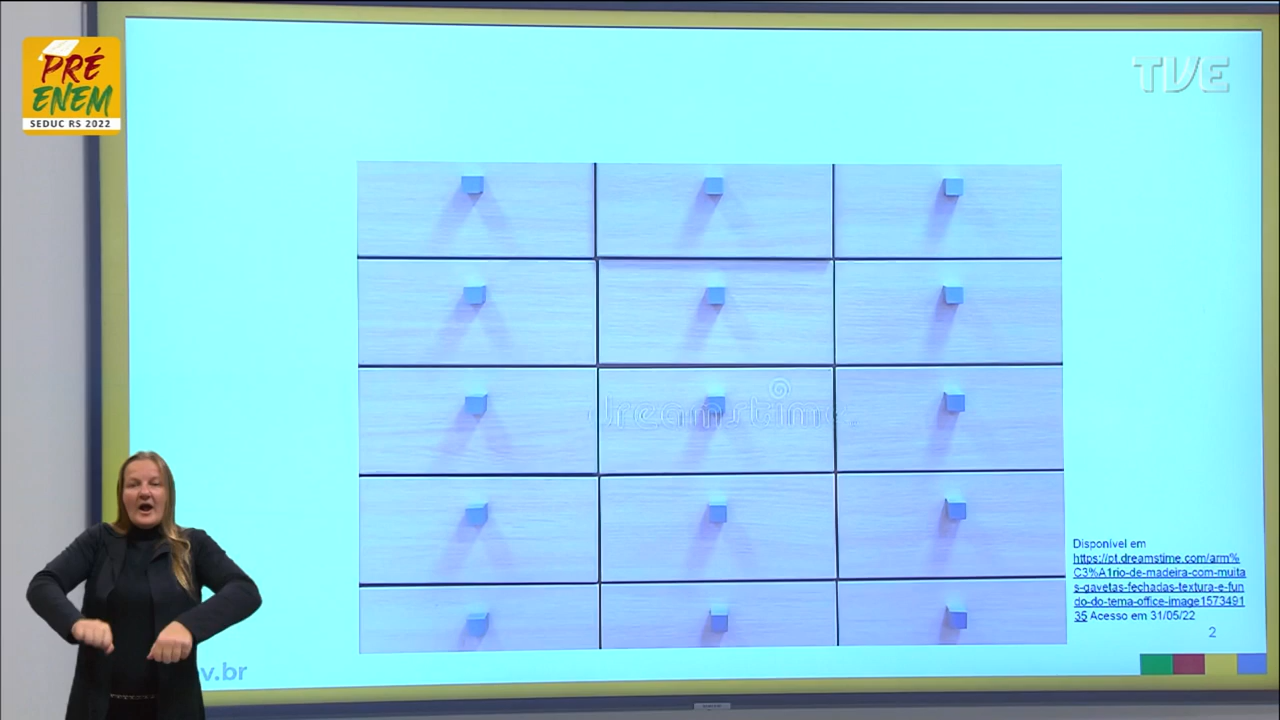 PRÉ
ENEM
SEDUC RS 2022
TVE
dreamstime.
Disponível em
https://pt.dreamstime.com/arm%
C3%A1rio-de-madeira-com-muita
s-gavetas-fechadas-textura-e-fun
do-do-tema-office-image1573491
35 Acesso em 31/05/22
2
v.br